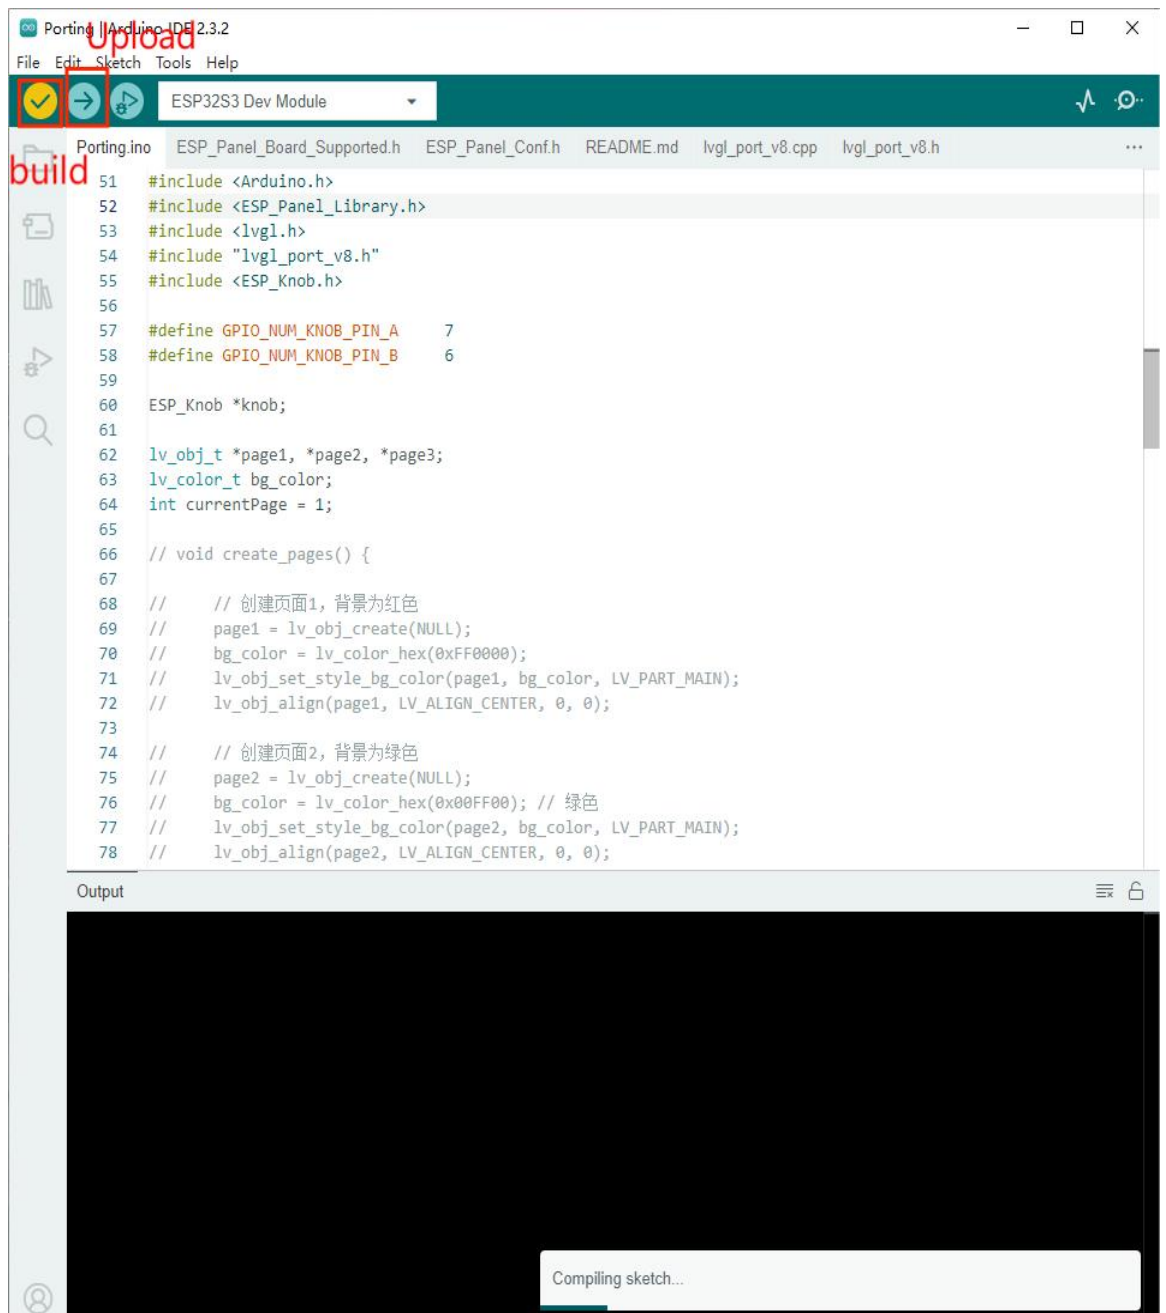 Porting | Arduino IDE 2.3.2
Upload
File Edit Sketch Tools Help
ESP32S3 Dev Module
build
Porting.ino ESP_Panel_Board_Supported.h ESP_Panel_Conf.h README.md lvgl_port_v8.cpp lvgl_port_v8.h ...
51 #include <Arduino.h>
52 #include <ESP_Panel_Library.h>
53 #include <lvgl.h>
54 #include "lvgl_port_v8.h"
55 #include <ESP_Knob.h>
56
57 #define GPIO_NUM_KNOB_PIN_A 7
58 #define GPIO_NUM_KNOB_PIN_B 6
59
60 ESP_Knob *knob;
61
62 lv_obj_t *page1, *page2, *page3;
63 lv_color_t bg_color;
64 int currentPage = 1;
65
66 // void create_pages() {
67
68 // // 创建页面1，背景为红色
69 // page1 = lv_obj_create(NULL);
70 // bg_color = lv_color_hex(0xFF0000);
71 // lv_obj_set_style_bg_color(page1, bg_color, LV_PART_MAIN);
72 // lv_obj_align(page1, LV_ALIGN_CENTER, 0, 0);
73
74 // // 创建页面2，背景为绿色
75 // page2 = lv_obj_create(NULL);
76 // bg_color = lv_color_hex(0x00FF00); // 绿色
77 // lv_obj_set_style_bg_color(page2, bg_color, LV_PART_MAIN);
78 // lv_obj_align(page2, LV_ALIGN_CENTER, 0, 0);
Output
Compiling sketch...